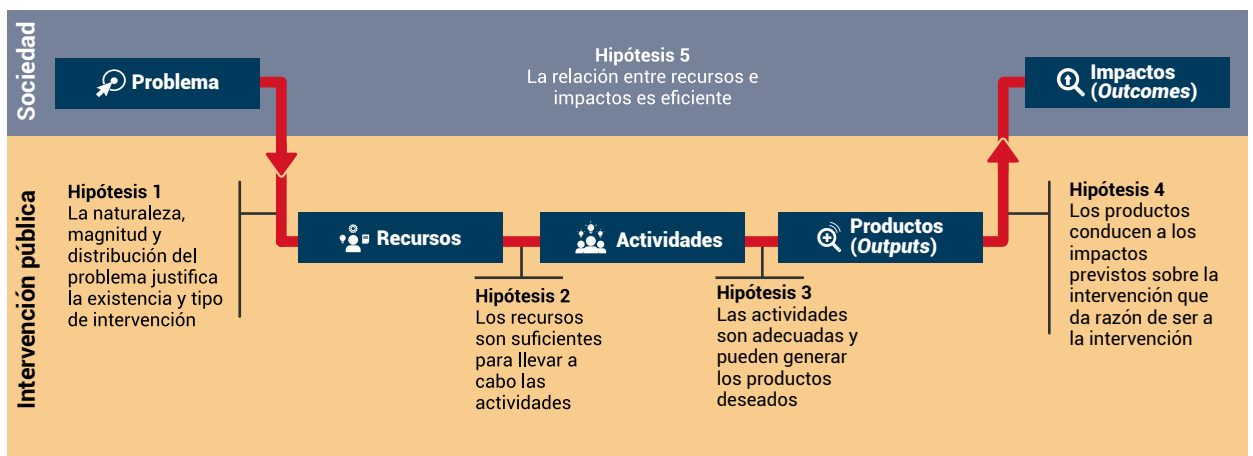 Sociedad
Problema
Hipótesis 5
La relación entre recursos e
impactos es eficiente
Impactos
(Outcomes)
Intervención pública
Hipótesis 1
La naturaleza,
magnitud y
distribución del
problema justifica
la existencia y tipo
de intervención
Recursos
Hipótesis 2
Los recursos
son suficientes
para llevar a
cabo las
actividades
Actividades
Hipótesis 3
Las actividades
son adecuadas y
pueden generar
los productos
deseados
Productos
(Outputs)
Hipótesis 4
Los productos
conducen a los
impactos
previstos sobre la
intervención que
da razón de ser a
la intervención